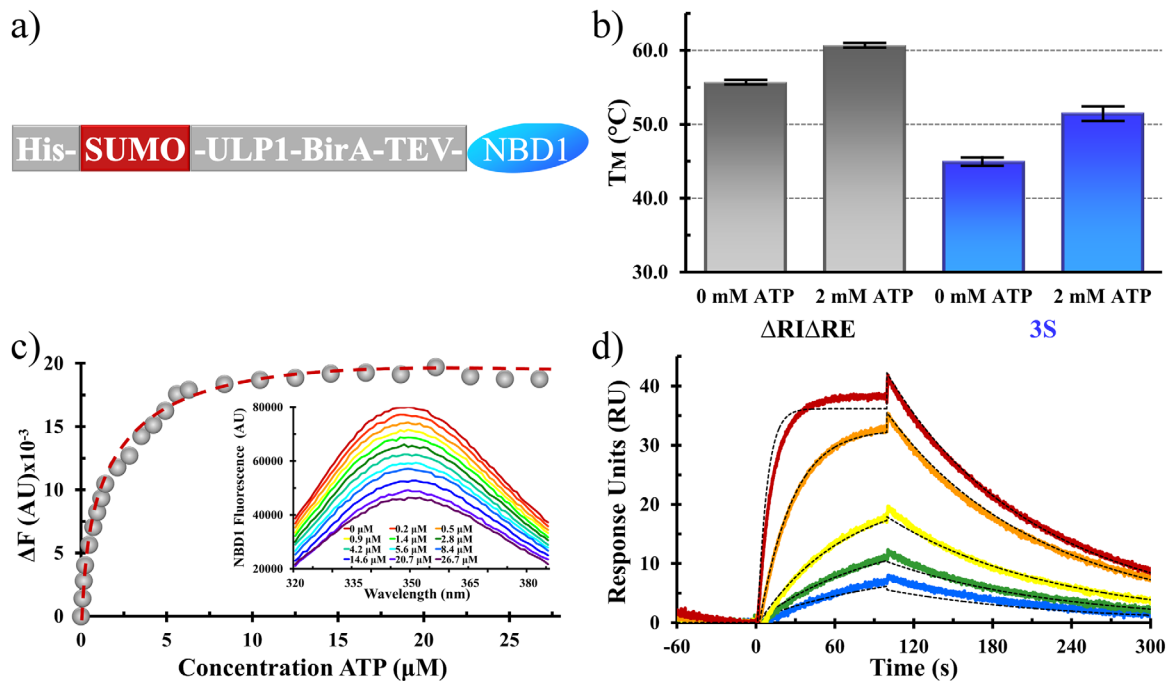 a)
His-SUMO-ULP1-BirA-TEV-NBD1
b)
TM (°C)
60.0
50.0
40.0
30.0
0 mM ATP
2 mM ATP
0 mM ATP
2 mM ATP
ΔRIΔRE
3S
c)
ΔF (AU)x10⁻³
20
15
10
5
0
0
5
10
15
20
25
Concentration ATP (μM)
NBD1 Fluorescence (AU)
80000
60000
40000
20000
0 μM 0.2 μM 0.5 μM
0.9 μM 1.4 μM 2.8 μM
4.2 μM 5.6 μM 8.4 μM
14.6 μM 20.7 μM 26.7 μM
320
335
350
365
380
Wavelength (nm)
d)
Response Units (RU)
40
30
20
10
0
-60
0
60
120
180
240
300
Time (s)